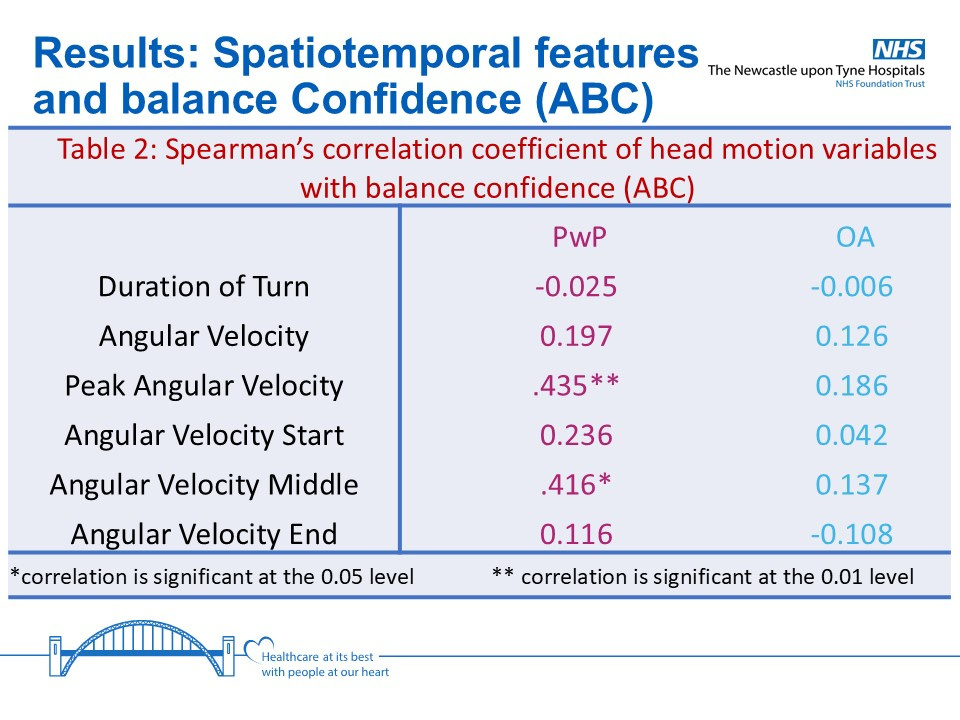 Results: Spatiotemporal features
and balance Confidence (ABC)
NHS
The Newcastle upon Tyne Hospitals
NHS Foundation Trust
Table 2: Spearman’s correlation coefficient of head motion variables
with balance confidence (ABC)
PwP OA
Duration of Turn -0.025 -0.006
Angular Velocity 0.197 0.126
Peak Angular Velocity .435** 0.186
Angular Velocity Start 0.236 0.042
Angular Velocity Middle .416* 0.137
Angular Velocity End 0.116 -0.108
*correlation is significant at the 0.05 level ** correlation is significant at the 0.01 level
Healthcare at its best
with people at our heart